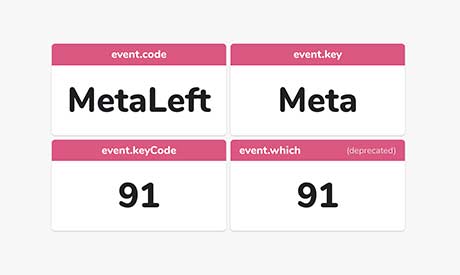 event.code
MetaLeft
event.key
Meta
event.keyCode
91
event.which (deprecated)
91